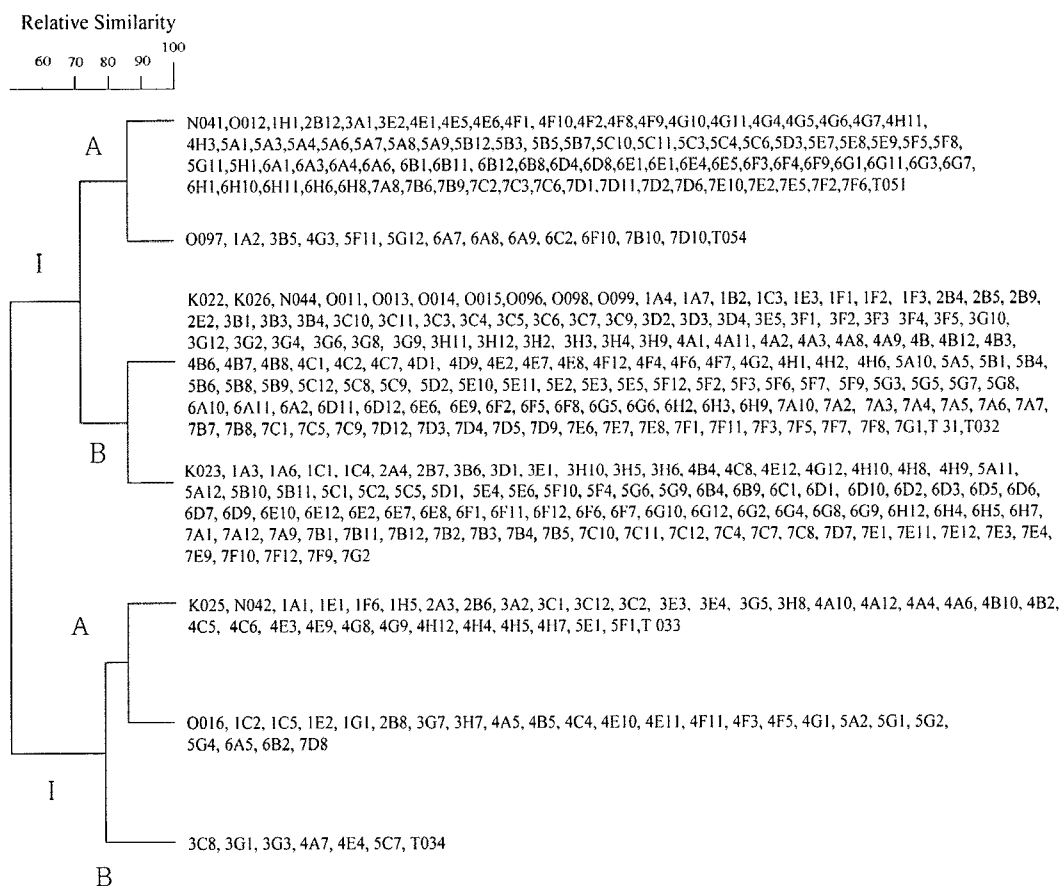 Relative Similarity
60 70 80 90 100
A
N041,O012,1H1,2B12,3A1,3E2,4E1,4E5,4E6,4F1, 4F10,4F2,4F8,4F9,4G10,4G11,4G4,4G5,4G6,4G7,4H11,
4H3,5A1,5A3,5A4,5A6,5A7,5A8,5A9,5B12,5B3, 5B5,5B7,5C10,5C11,5C3,5C4,5C6,5D3,5E7,5E8,5E9,5F5,5F8,
5G11,5H1,6A1,6A3,6A4,6A6, 6B1,6B11, 6B12,6B8,6D4,6D8,6E1,6E1,6E4,6E5,6F3,6F4,6F9,6G1,6G11,6G3,6G7,
6H1,6H10,6H11,6H6,6H8,7A8,7B6,7B9,7C2,7C3,7C6,7D1,7D11,7D2,7D6,7E10,7E2,7E5,7F2,7F6,T051
O097, 1A2, 3B5, 4G3, 5F11, 5G12, 6A7, 6A8, 6A9, 6C2, 6F10, 7B10, 7D10,T054
I
K022, K026, N044, O011, O013, O014, O015,O096, O098, O099, 1A4, 1A7, 1B2, 1C3, 1E3, 1F1, 1F2, 1F3, 2B4, 2B5, 2B9,
2E2, 3B1, 3B3, 3B4, 3C10, 3C11, 3C3, 3C4, 3C5, 3C6, 3C7, 3C9, 3D2, 3D3, 3D4, 3E5, 3F1, 3F2, 3F3 3F4, 3F5, 3G10,
3G12, 3G2, 3G4, 3G6, 3G8, 3G9, 3H11, 3H12, 3H2, 3H3, 3H4, 3H9, 4A1, 4A11, 4A2, 4A3, 4A8, 4A9, 4B, 4B12, 4B3,
4B6, 4B7, 4B8, 4C1, 4C2, 4C7, 4D1, 4D9, 4E2, 4E7, 4E8, 4F12, 4F4, 4F6, 4F7, 4G2, 4H1, 4H2, 4H6, 5A10, 5A5, 5B1, 5B4,
5B6, 5B8, 5B9, 5C12, 5C8, 5C9, 5D2, 5E10, 5E11, 5E2, 5E3, 5E5, 5F12, 5F2, 5F3, 5F6, 5F7, 5F9, 5G3, 5G5, 5G7, 5G8,
6A10, 6A11, 6A2, 6D11, 6D12, 6E6, 6E9, 6F2, 6F5, 6F8, 6G5, 6G6, 6H2, 6H3, 6H9, 7A10, 7A2, 7A3, 7A4, 7A5, 7A6, 7A7,
7B7, 7B8, 7C1, 7C5, 7C9, 7D12, 7D3, 7D4, 7D5, 7D9, 7E6, 7E7, 7E8, 7F1, 7F11, 7F3, 7F5, 7F7, 7F8, 7G1,T 31,T032
B
K023, 1A3, 1A6, 1C1, 1C4, 2A4, 2B7, 3B6, 3D1, 3E1, 3H10, 3H5, 3H6, 4B4, 4C8, 4E12, 4G12, 4H10, 4H8, 4H9, 5A11,
5A12, 5B10, 5B11, 5C1, 5C2, 5C5, 5D1, 5E4, 5E6, 5F10, 5F4, 5G6, 5G9, 6B4, 6B9, 6C1, 6D1, 6D10, 6D2, 6D3, 6D5, 6D6,
6D7, 6D9, 6E10, 6E12, 6E2, 6E7, 6E8, 6F1, 6F11, 6F12, 6F6, 6F7, 6G10, 6G12, 6G2, 6G4, 6G8, 6G9, 6H12, 6H4, 6H5, 6H7,
7A1, 7A12, 7A9, 7B1, 7B11, 7B12, 7B2, 7B3, 7B4, 7B5, 7C10, 7C11, 7C12, 7C4, 7C7, 7C8, 7D7, 7E1, 7E11, 7E12, 7E3, 7E4,
7E9, 7F10, 7F12, 7F9, 7G2
A
K025, N042, 1A1, 1E1, 1F6, 1H5, 2A3, 2B6, 3A2, 3C1, 3C12, 3C2, 3E3, 3E4, 3G5, 3H8, 4A10, 4A12, 4A4, 4A6, 4B10, 4B2,
4C5, 4C6, 4E3, 4E9, 4G8, 4G9, 4H12, 4H4, 4H5, 4H7, 5E1, 5F1,T 033
O016, 1C2, 1C5, 1E2, 1G1, 2B8, 3G7, 3H7, 4A5, 4B5, 4C4, 4E10, 4E11, 4F11, 4F3, 4F5, 4G1, 5A2, 5G1, 5G2,
5G4, 6A5, 6B2, 7D8
I
3C8, 3G1, 3G3, 4A7, 4E4, 5C7, T034
B